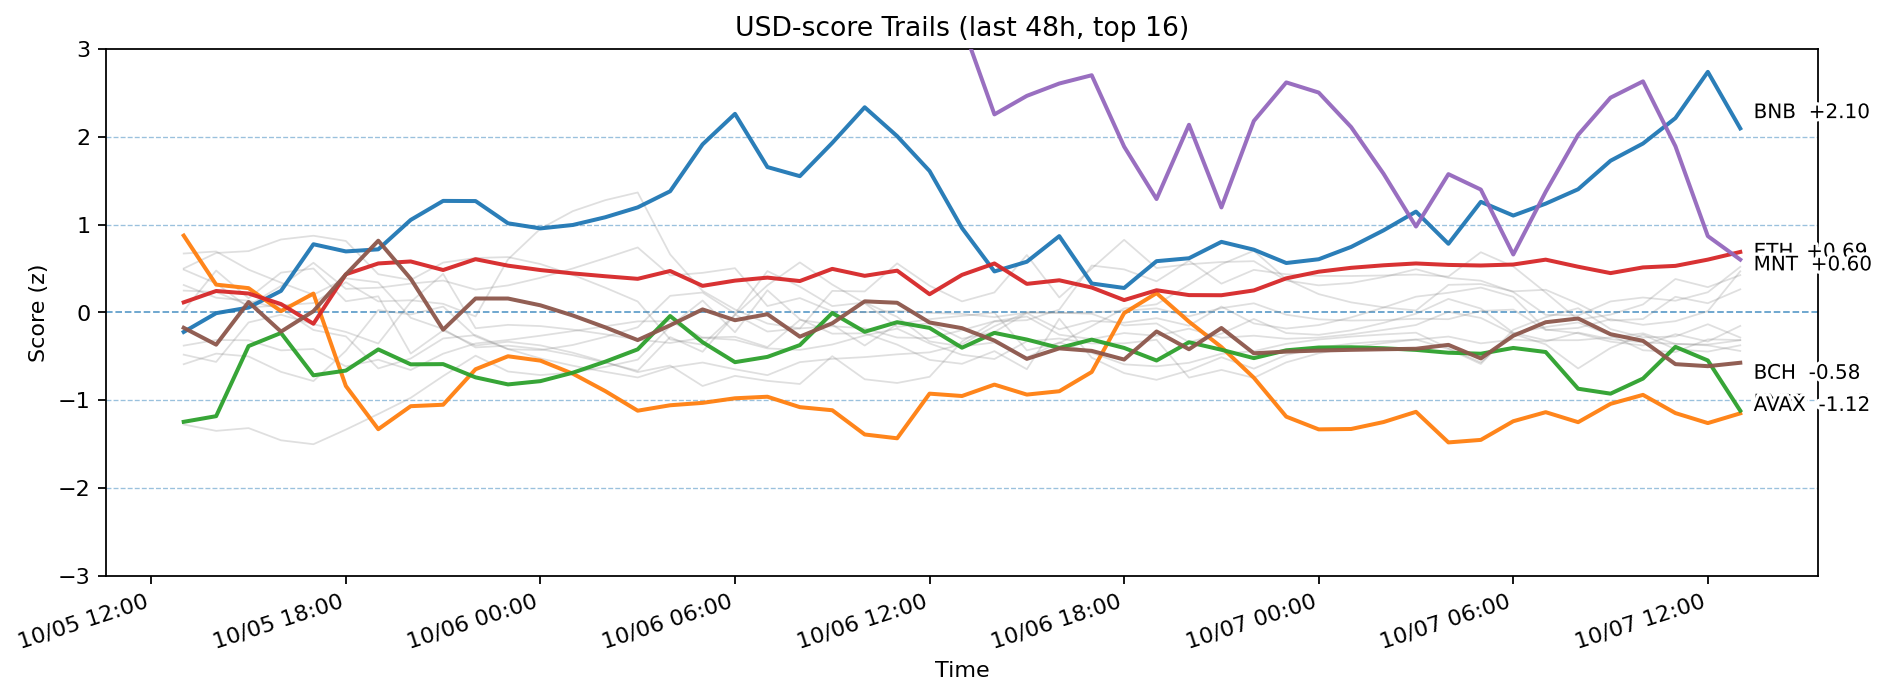 USD-score Trails (last 48h, top 16)
3
2
1
0
−1
−2
−3
Score (z)
BNB +2.10
ETH +0.69
MNT +0.60
BCH -0.58
AVAX -1.12
10/05 12:00
10/05 18:00
10/06 00:00
10/06 06:00
10/06 12:00
10/06 18:00
10/07 00:00
10/07 06:00
10/07 12:00
Time